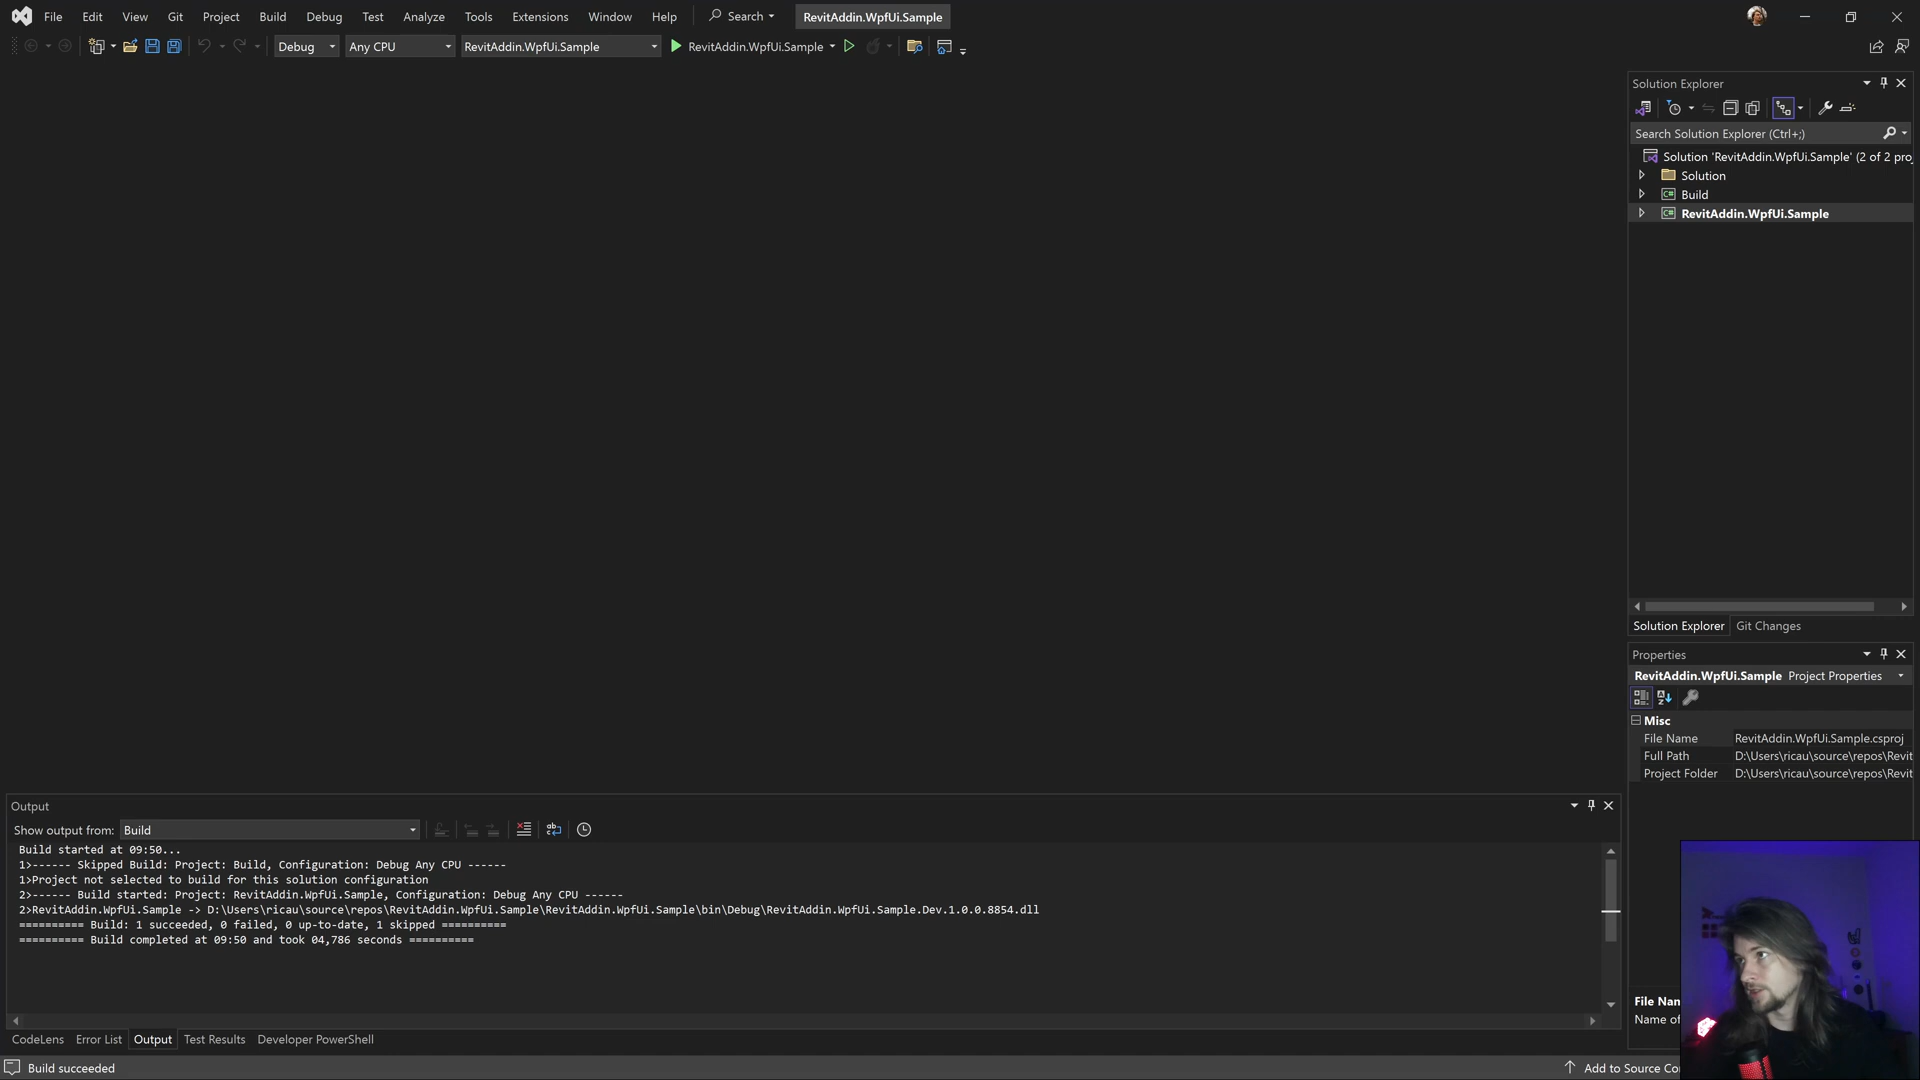 File Edit View Git Project Build Debug Test Analyze Tools Extensions Window Help Search RevitAddin.WpfUi.Sample
Debug Any CPU RevitAddin.WpfUi.Sample RevitAddin.WpfUi.Sample
Solution Explorer
Search Solution Explorer (Ctrl+;)
Solution 'RevitAddin.WpfUi.Sample' (2 of 2 pro
Solution
Build
RevitAddin.WpfUi.Sample
Solution Explorer Git Changes
Properties
RevitAddin.WpfUi.Sample Project Properties
Misc
File Name RevitAddin.WpfUi.Sample.csproj
Full Path D:\Users\ricau\source\repos\Revit
Project Folder D:\Users\ricau\source\repos\Revit
File Nam
Name of
Output
Show output from: Build
Build started at 09:50...
1>------ Skipped Build: Project: Build, Configuration: Debug Any CPU ------
1>Project not selected to build for this solution configuration
2>------ Build started: Project: RevitAddin.WpfUi.Sample, Configuration: Debug Any CPU ------
2>RevitAddin.WpfUi.Sample -> D:\Users\ricau\source\repos\RevitAddin.WpfUi.Sample\RevitAddin.WpfUi.Sample\bin\Debug\RevitAddin.WpfUi.Sample.Dev.1.0.0.8854.dll
========== Build: 1 succeeded, 0 failed, 0 up-to-date, 1 skipped ==========
========== Build completed at 09:50 and took 04,786 seconds ==========
CodeLens Error List Output Test Results Developer PowerShell
Build succeeded Add to Source Co